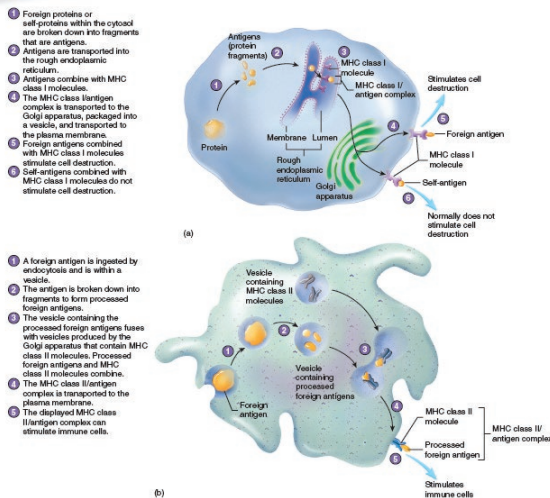 1 Foreign proteins or
self-proteins within the cytosol
are broken down into fragments
that are antigens.
2 Antigens are transported into
the rough endoplasmic
reticulum.
3 Antigens combine with MHC
class I molecules.
4 The MHC class I/antigen
complex is transported to the
Golgi apparatus, packaged into
a vesicle, and transported to
the plasma membrane.
5 Foreign antigens combined
with MHC class I molecules
stimulate cell destruction.
6 Self-antigens combined with
MHC class I molecules do not
stimulate cell destruction.
Antigens
(protein
fragments)
1
2
3
MHC class I
molecule
MHC class I/
antigen complex
Protein
Membrane
Lumen
Rough
endoplasmic
reticulum
Golgi
apparatus
4
5
6
Stimulates cell
destruction
Foreign antigen
MHC class I
molecule
Self-antigen
Normally does not
stimulate cell
destruction
(a)
1 A foreign antigen is ingested by
endocytosis and is within a
vesicle.
2 The antigen is broken down into
fragments to form processed
foreign antigens.
3 The vesicle containing the
processed foreign antigens fuses
with vesicles produced by the
Golgi apparatus that contain MHC
class II molecules. Processed
foreign antigens and MHC
class II molecules combine.
4 The MHC class II/antigen
complex is transported to the
plasma membrane.
5 The displayed MHC class
II/antigen complex can
stimulate immune cells.
Vesicle
containing
MHC class II
molecules
1
2
3
Foreign
antigen
Vesicle
containing
processed
foreign antigens
4
5
MHC class II
molecule
Processed
foreign antigen
MHC class II/
antigen complex
Stimulates
immune cells
(b)